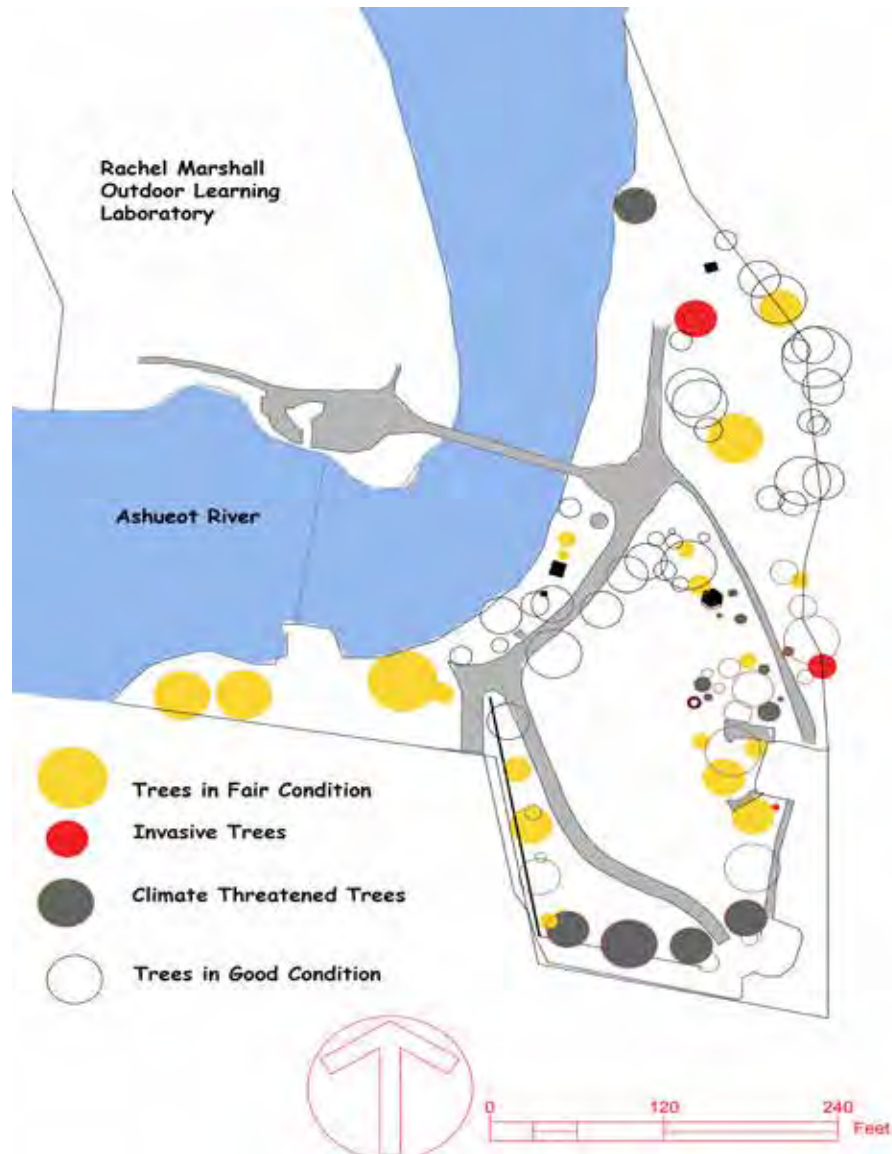 Rachel Marshall
Outdoor Learning
Laboratory
Ashueot River
Trees in Fair Condition
Invasive Trees
Climate Threatened Trees
Trees in Good Condition
0 120 240
Feet